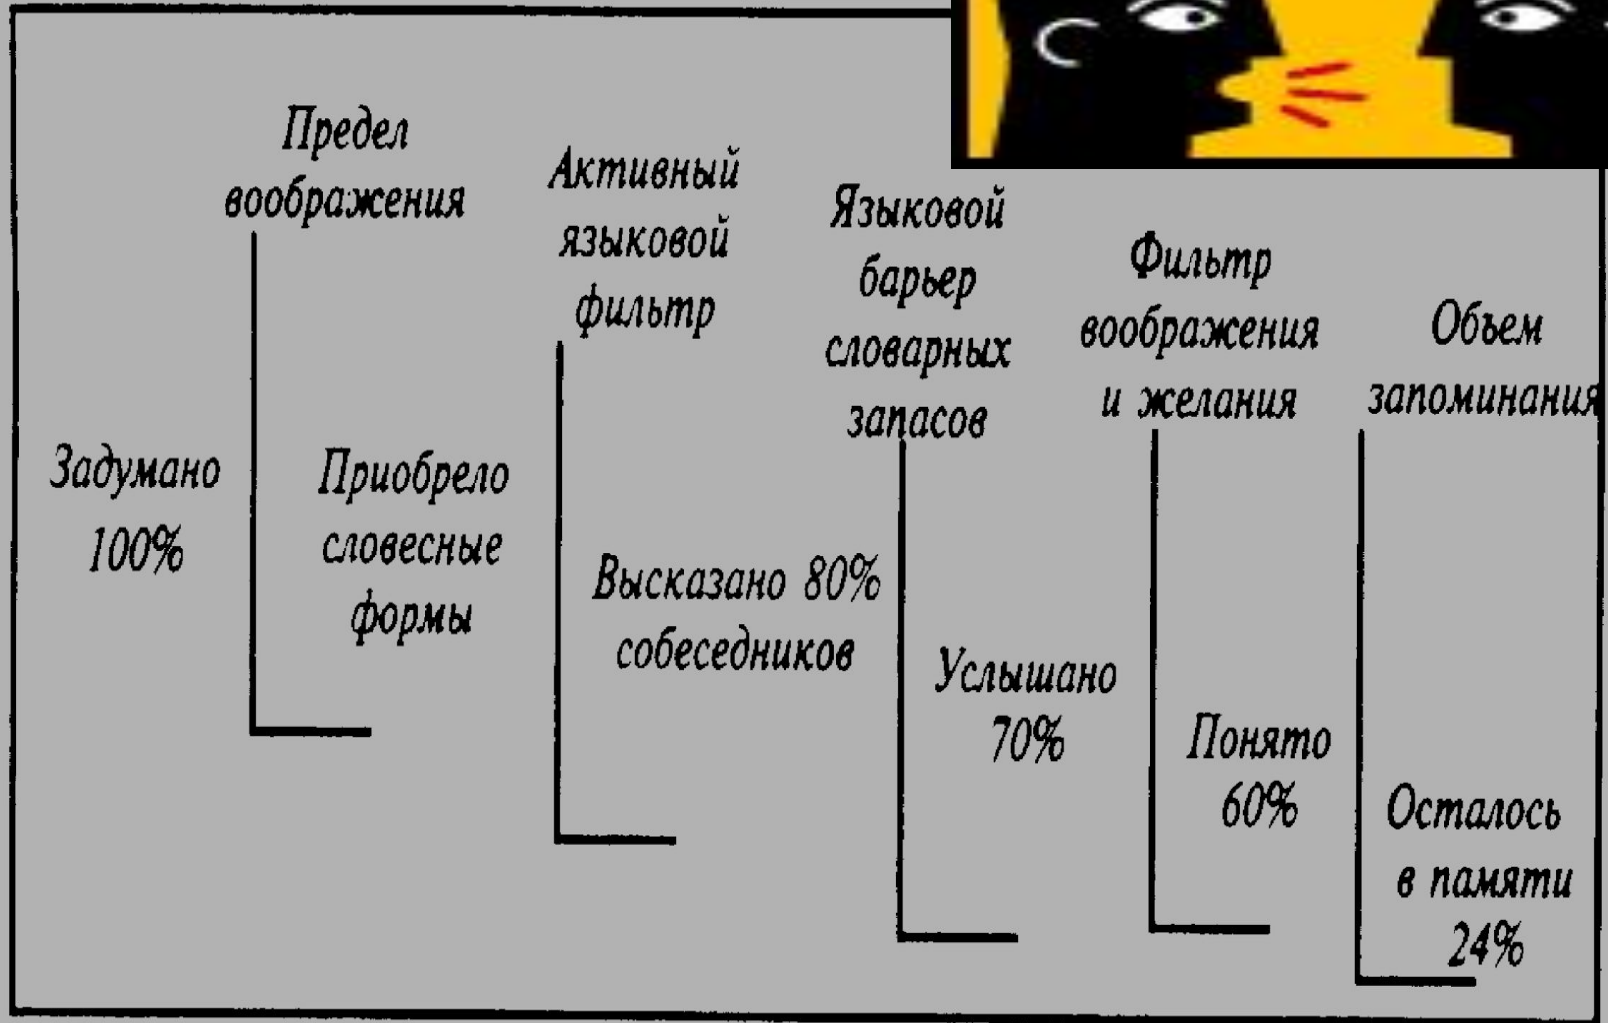 Предел
воображения
Активный
языковой
фильтр
Языковой
барьер
словарных
запасов
Фильтр
воображения
и желания
Объем
запоминания
Задумано
100%
Приобрело
словесные
формы
Высказано 80%
собеседников
Услышано
70%
Понято
60%
Осталось
в памяти
24%